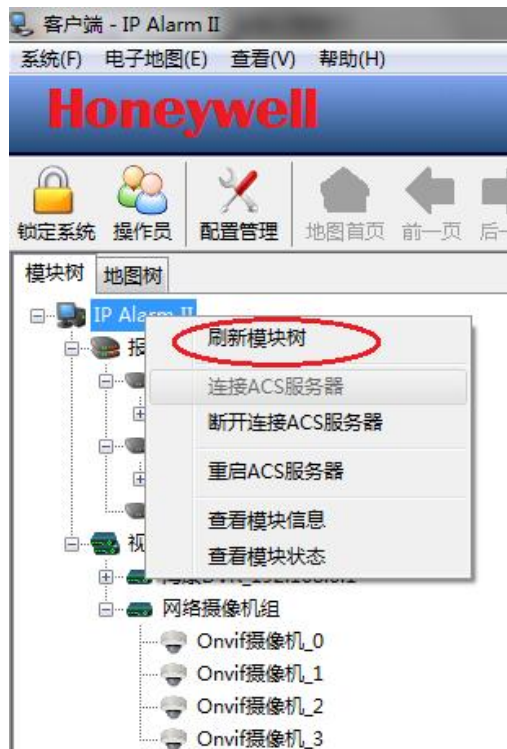 客户端 - IP Alarm II
系统(F) 电子地图(E) 查看(V) 帮助(H)
Honeywell
锁定系统 操作员 配置管理 地图首页 前一页
模块树 地图树
IP Alarm II
刷新模块树
连接ACS服务器
断开连接ACS服务器
重启ACS服务器
查看模块信息
查看模块状态
网络摄像机组
Onvif摄像机_0
Onvif摄像机_1
Onvif摄像机_2
Onvif摄像机_3